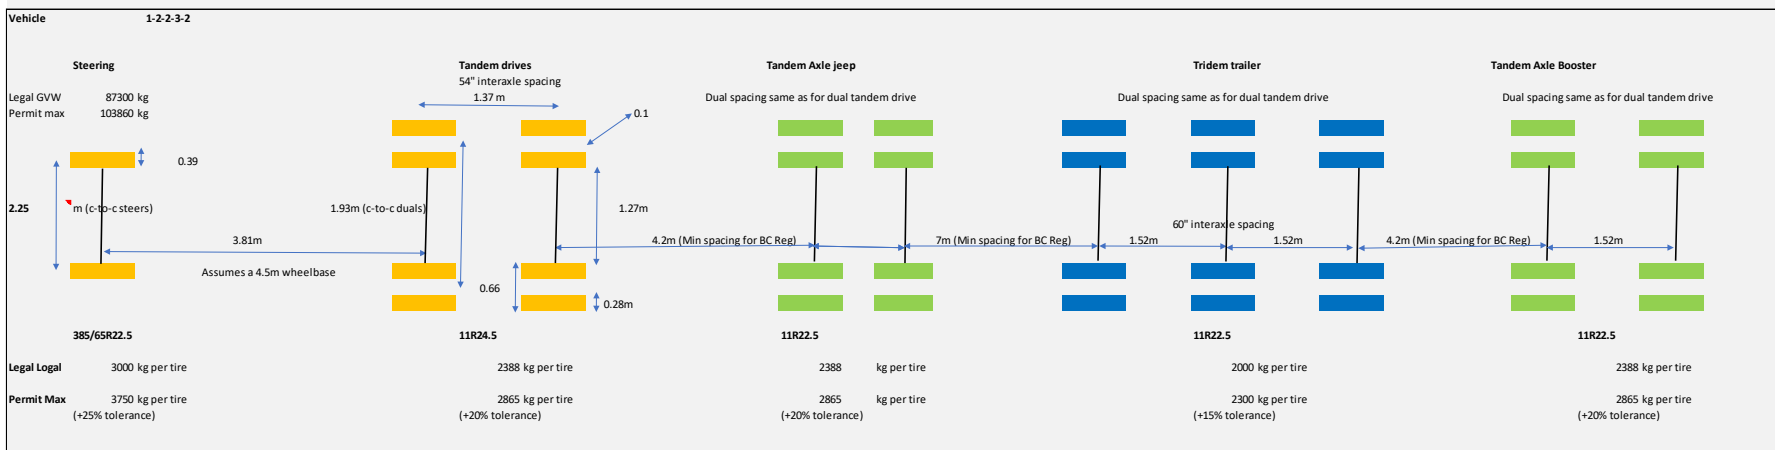 Vehicle 1-2-2-3-2
Steering Tandem drives Tandem Axle jeep Tridem trailer Tandem Axle Booster
54" interaxle spacing
Legal GVW 87300 kg 1.37 m Dual spacing same as for dual tandem drive Dual spacing same as for dual tandem drive Dual spacing same as for dual tandem drive
Permit max 103860 kg 0.1
0.39
2.25 m (c-to-c steers) 1.93m (c-to-c duals) 1.27m
60" interaxle spacing
3.81m 4.2m (Min spacing for BC Reg) 7m (Min spacing for BC Reg) 1.52m 1.52m 4.2m (Min spacing for BC Reg) 1.52m
Assumes a 4.5m wheelbase
0.66
0.28m
385/65R22.5 11R24.5 11R22.5 11R22.5 11R22.5
Legal Logal 3000 kg per tire 2388 kg per tire 2388 kg per tire 2000 kg per tire 2388 kg per tire
Permit Max 3750 kg per tire 2865 kg per tire 2865 kg per tire 2300 kg per tire 2865 kg per tire
(+25% tolerance) (+20% tolerance) (+20% tolerance) (+15% tolerance) (+20% tolerance)